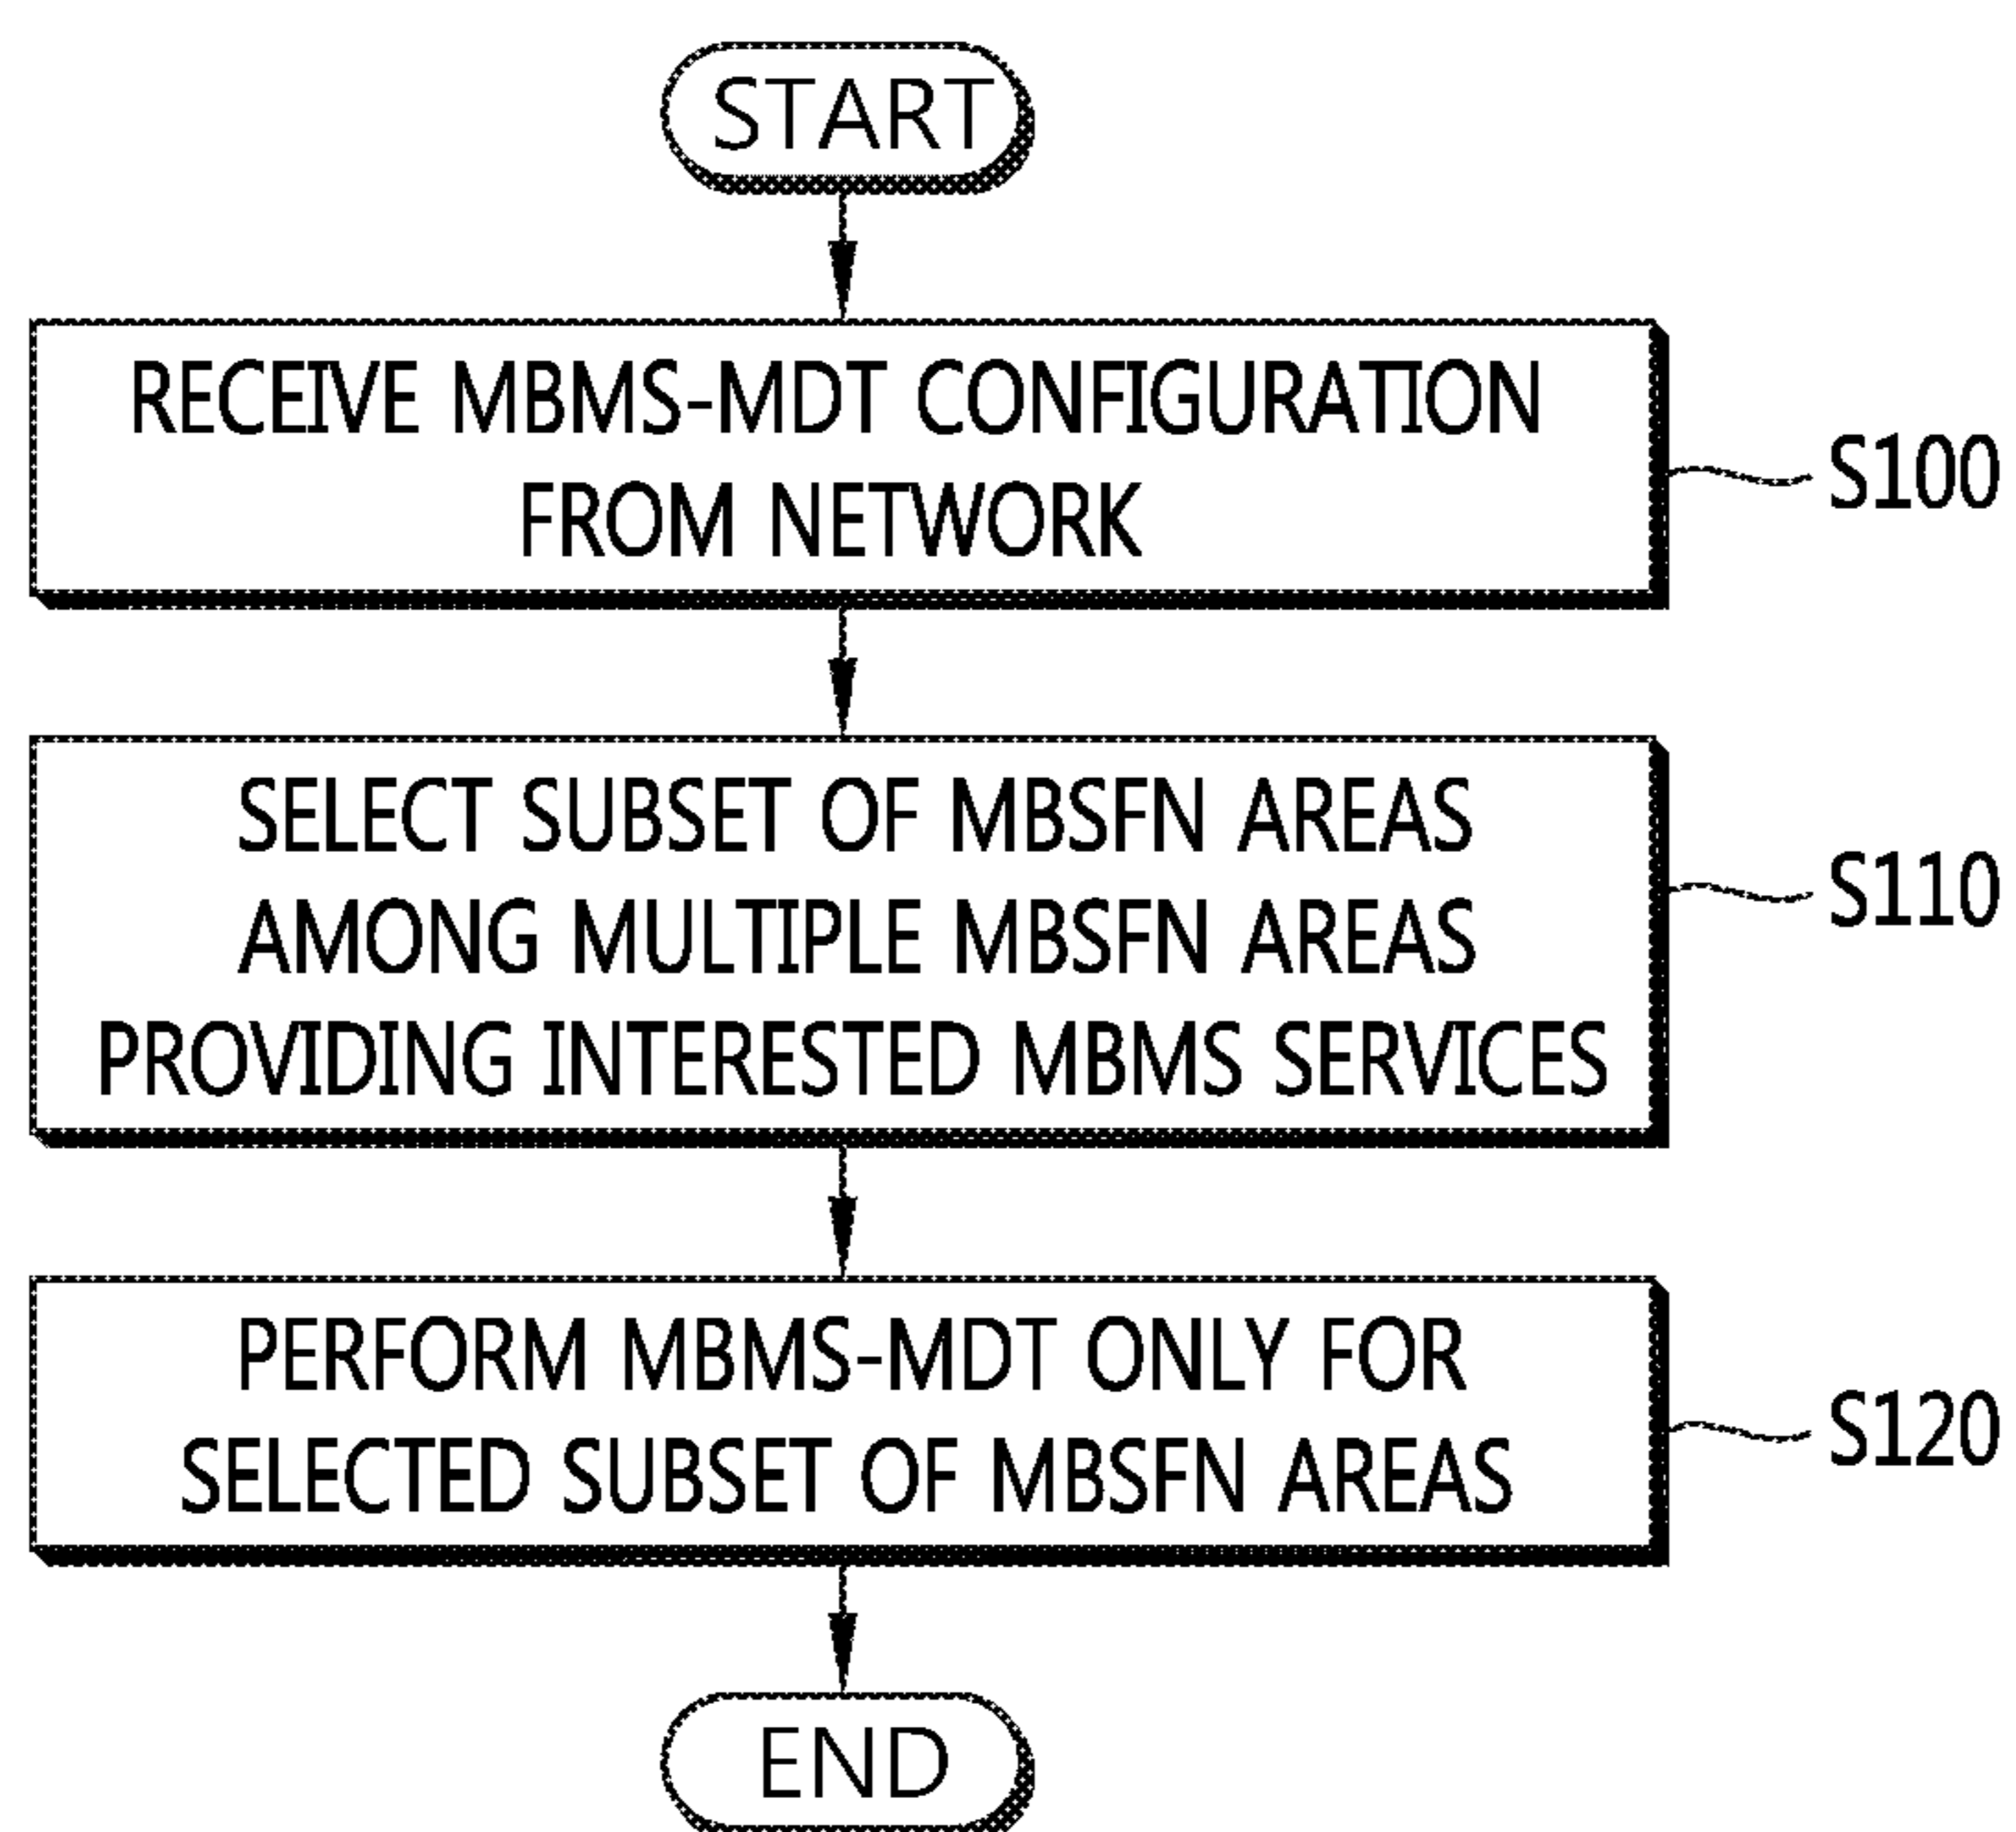 START
RECEIVE MBMS-MDT CONFIGURATION
FROM NETWORK
S100
SELECT SUBSET OF MBSFN AREAS
AMONG MULTIPLE MBSFN AREAS
PROVIDING INTERESTED MBMS SERVICES
S110
PERFORM MBMS-MDT ONLY FOR
SELECTED SUBSET OF MBSFN AREAS
S120
END